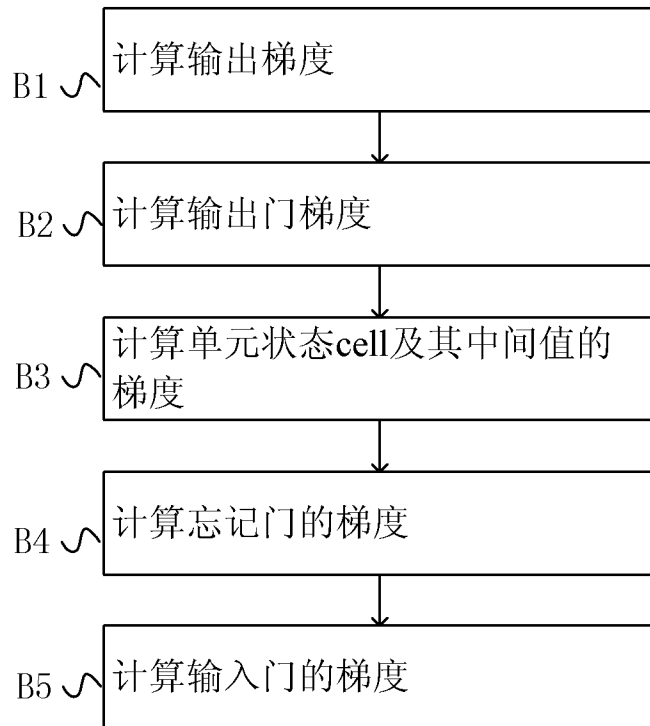 计算输出梯度
B1
计算输出门梯度
B2
计算单元状态cell及其中间值的
梯度
B3
计算忘记门的梯度
B4
计算输入门的梯度
B5